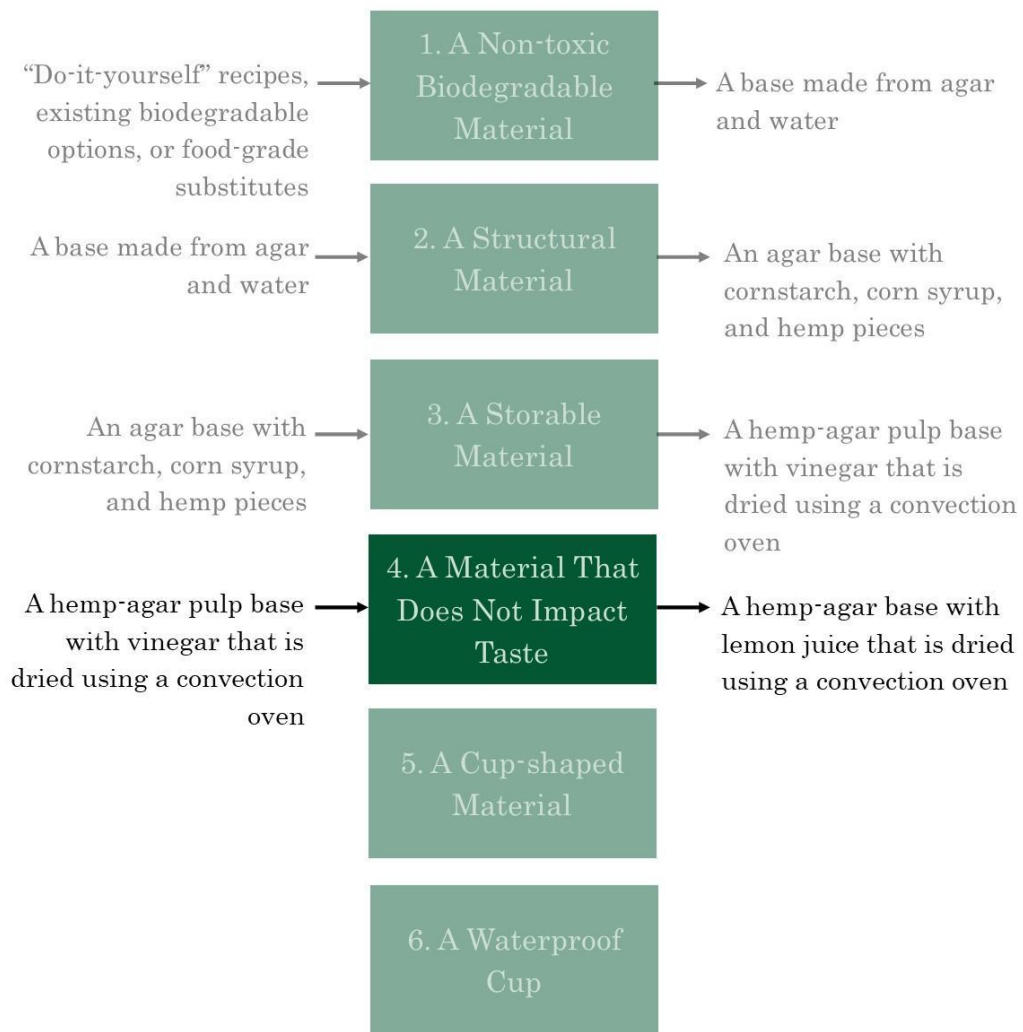 “Do-it-yourself” recipes,
existing biodegradable
options, or food-grade
substitutes
1. A Non-toxic
Biodegradable
Material
A base made from agar
and water
A base made from agar
and water
2. A Structural
Material
An agar base with
cornstarch, corn syrup,
and hemp pieces
An agar base with
cornstarch, corn syrup,
and hemp pieces
3. A Storable
Material
A hemp-agar pulp base
with vinegar that is
dried using a convection
oven
A hemp-agar pulp base
with vinegar that is
dried using a convection
oven
4. A Material That
Does Not Impact
Taste
A hemp-agar base with
lemon juice that is dried
using a convection oven
5. A Cup-shaped
Material
6. A Waterproof
Cup